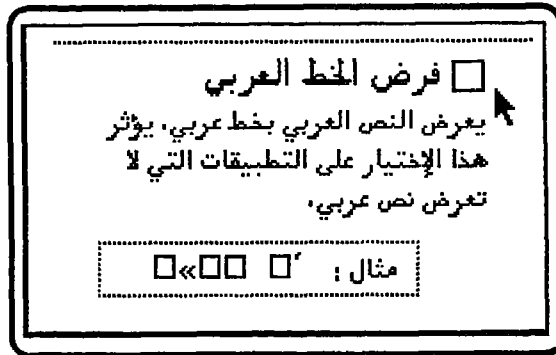 فرض الخط العربي
يعرض النص العربي بخط عربي. يؤثر
هذا الإختيار على التطبيقات التي لا
تعرض نص عربي.
مثال :